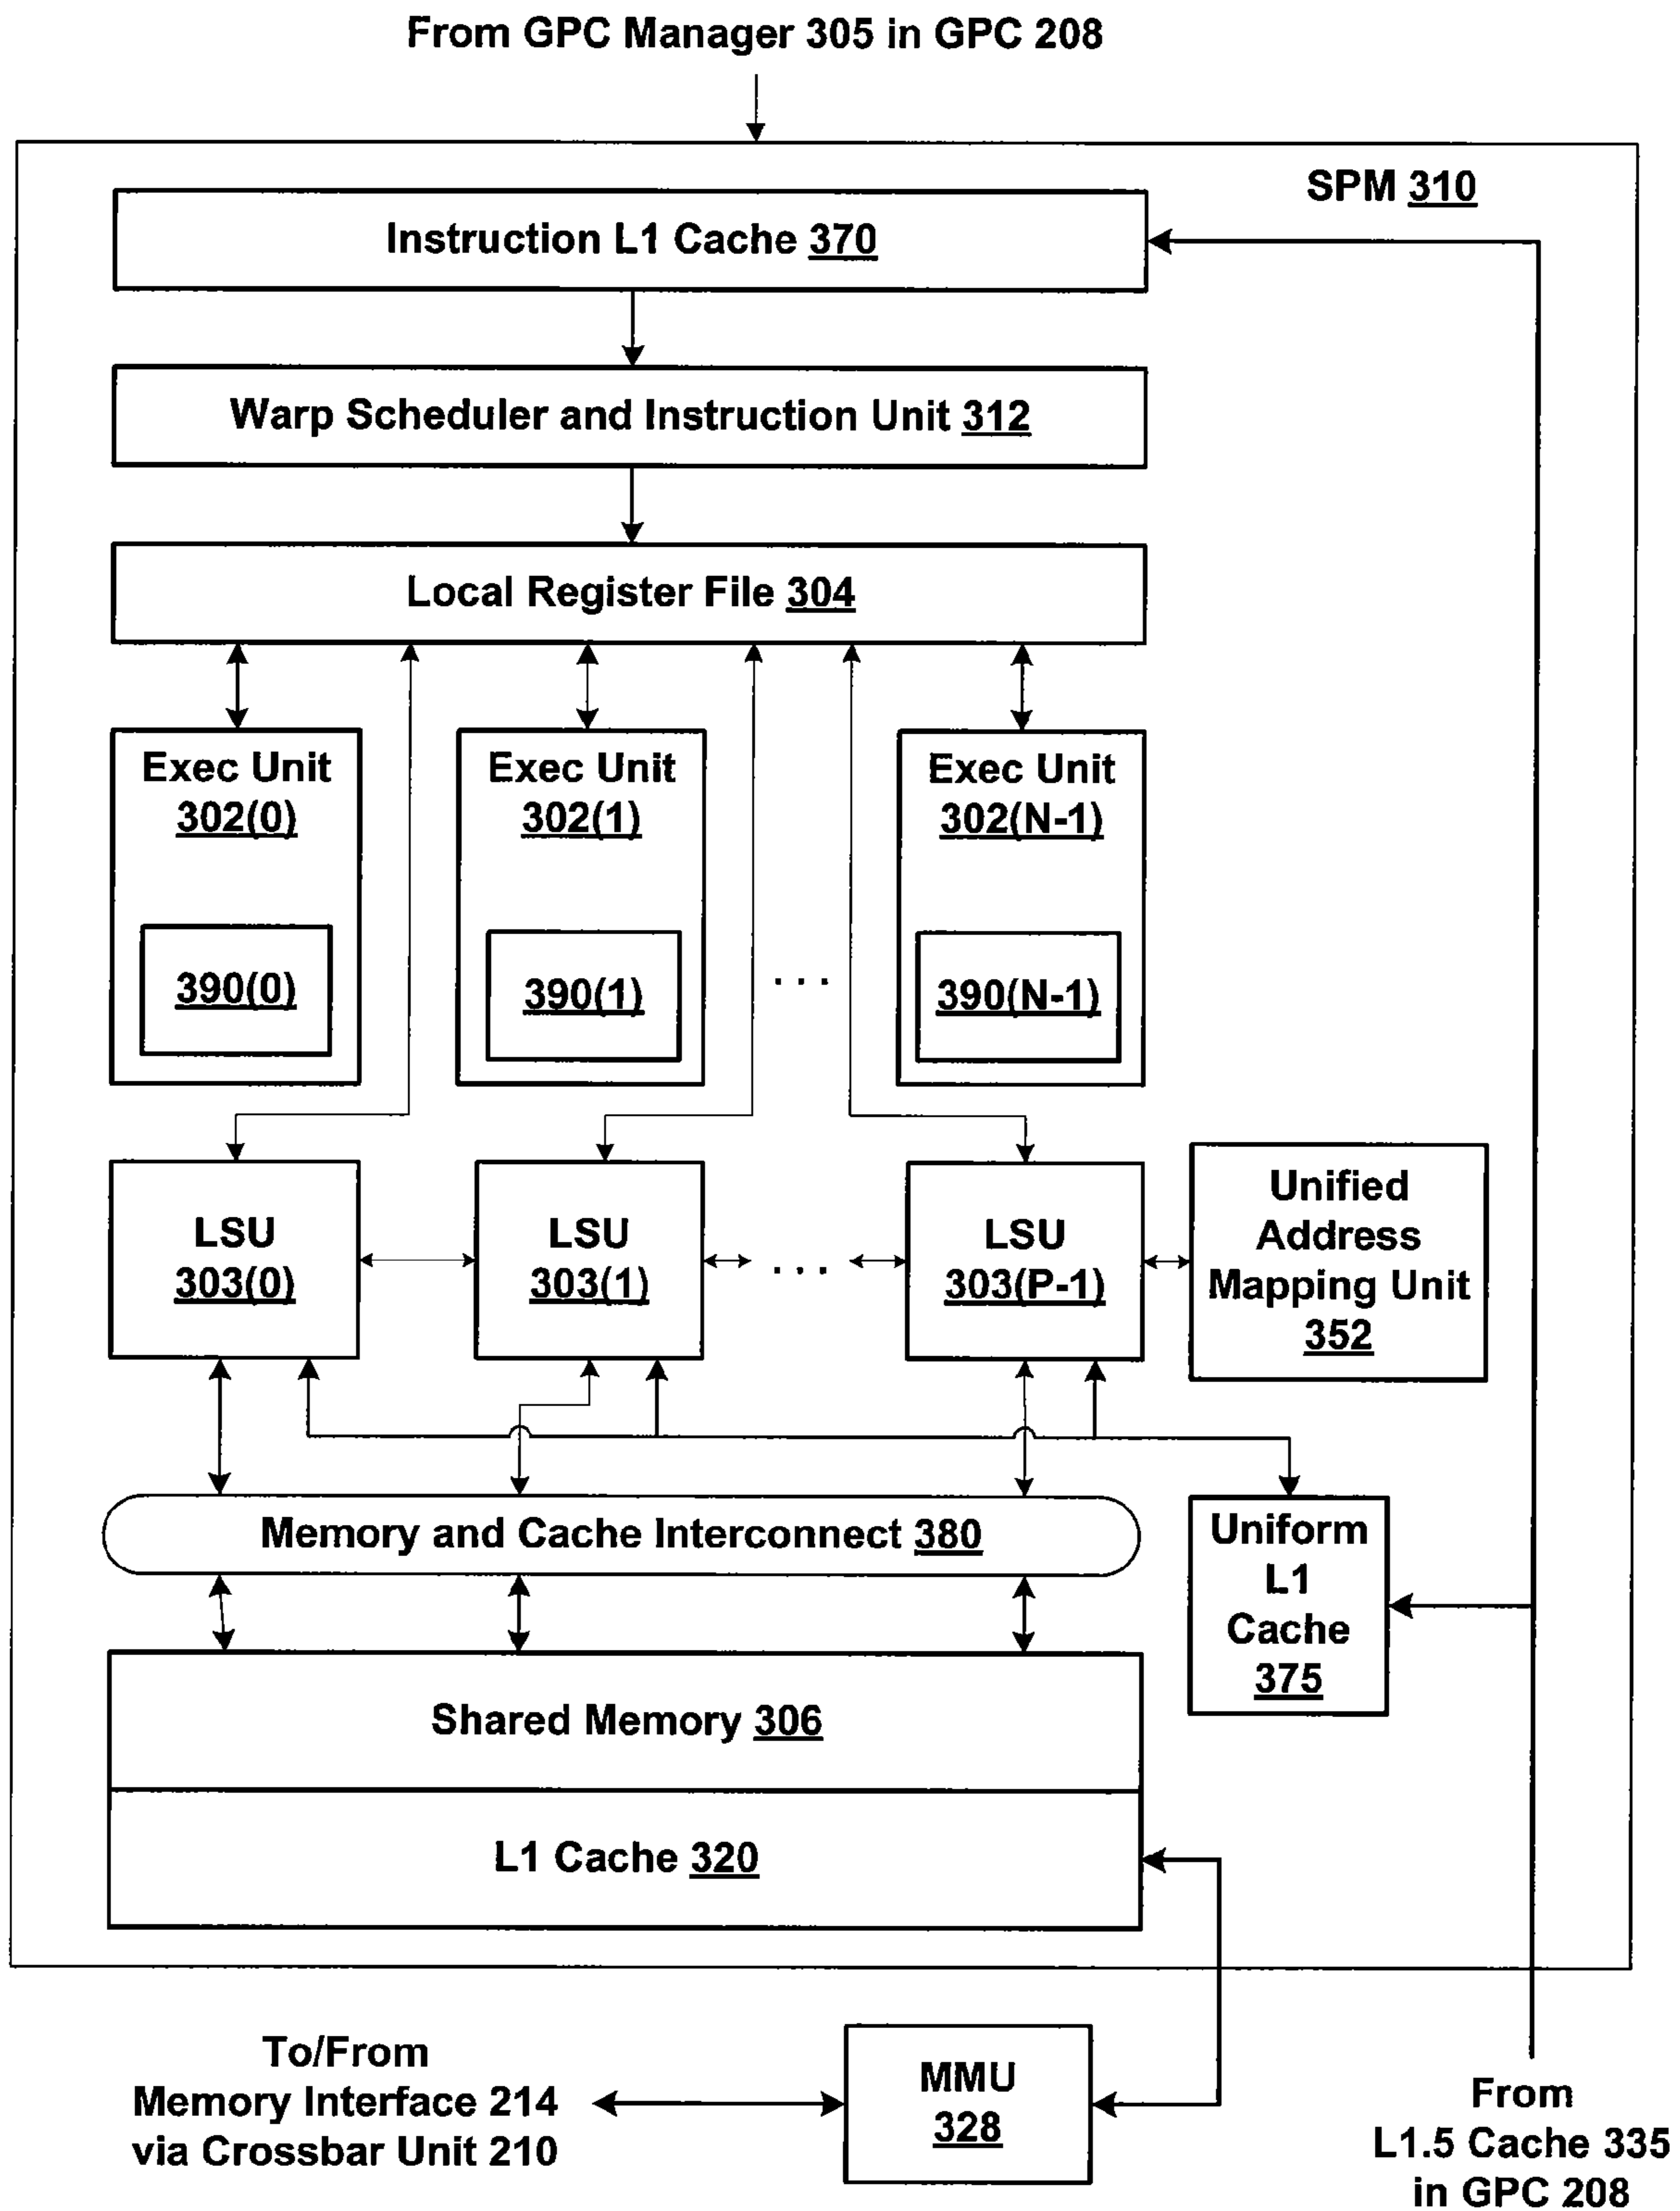 From GPC Manager 305 in GPC 208
SPM 310
Instruction L1 Cache 370
Warp Scheduler and Instruction Unit 312
Local Register File 304
Exec Unit
302(0)
Exec Unit
302(1)
Exec Unit
302(N-1)
390(0)
390(1)
. . .
390(N-1)
LSU
303(0)
LSU
303(1)
. . .
LSU
303(P-1)
Unified
Address
Mapping Unit
352
Memory and Cache Interconnect 380
Uniform
L1
Cache
375
Shared Memory 306
L1 Cache 320
To/From
Memory Interface 214
via Crossbar Unit 210
MMU
328
From
L1.5 Cache 335
in GPC 208